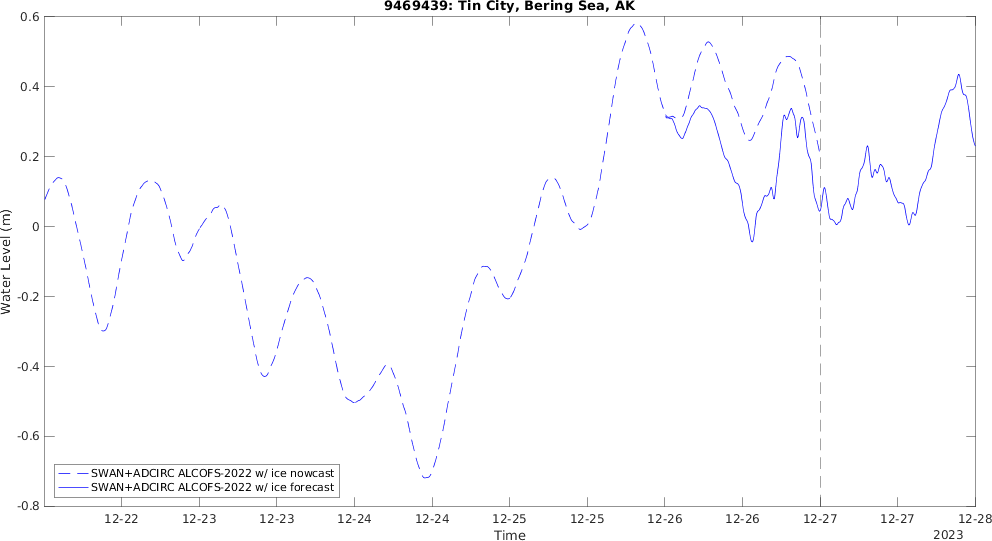 9469439: Tin City, Bering Sea, AK
0.6
0.4
0.2
0
-0.2
-0.4
-0.6
-0.8
Water Level (m)
SWAN+ADCIRC ALCOFS-2022 w/ ice nowcast
SWAN+ADCIRC ALCOFS-2022 w/ ice forecast
12-22 12-23 12-23 12-24 12-24 12-25 12-25 12-26 12-26 12-27 12-27 12-28
Time
2023